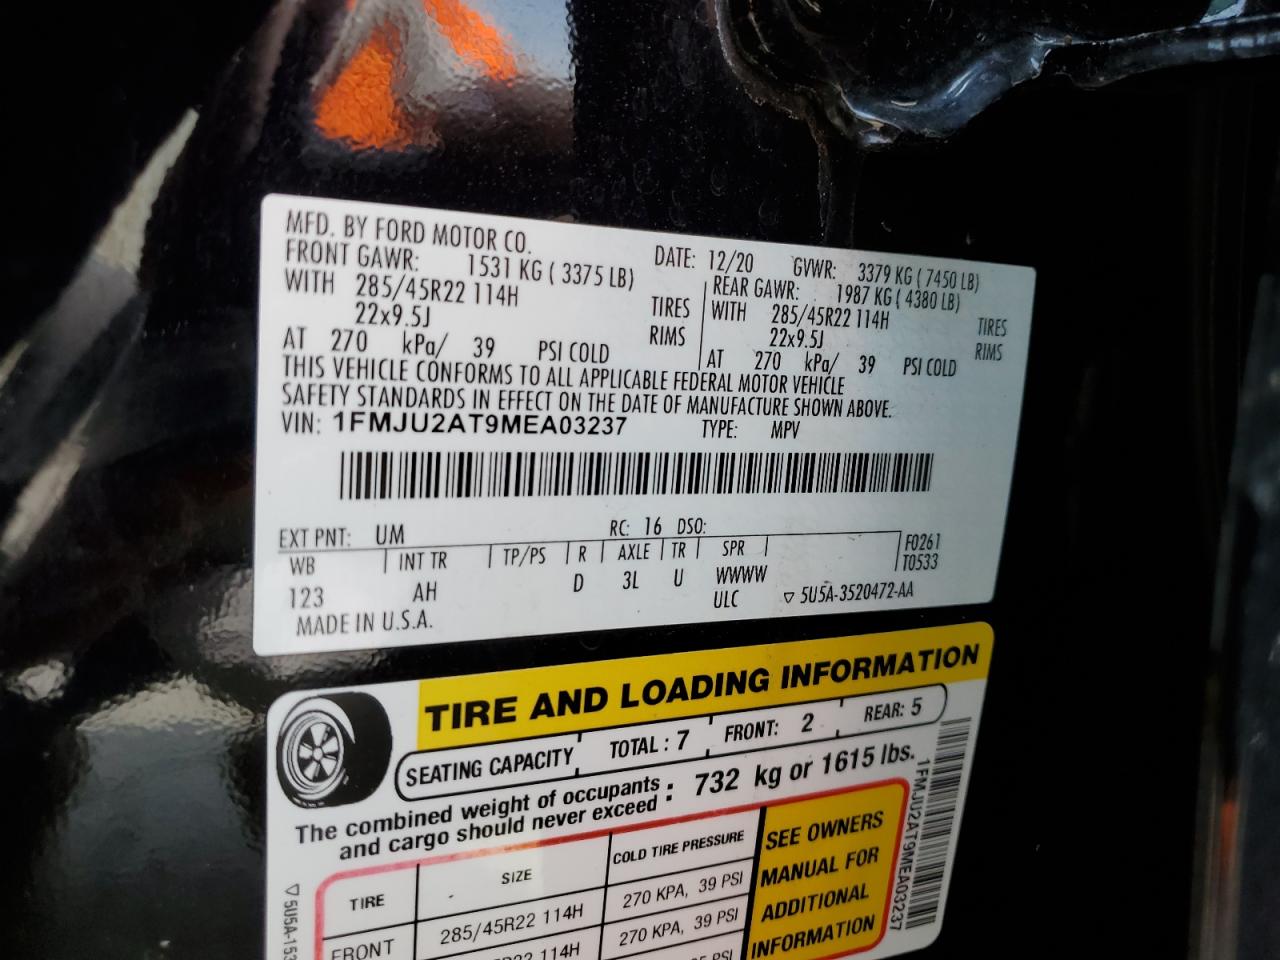 MFD. BY FORD MOTOR CO.
DATE: 12/20 GVWR: 3379 KG ( 7450 LB)
FRONT GAWR: 1531 KG ( 3375 LB)
REAR GAWR: 1987 KG ( 4380 LB)
WITH 285/45R22 114H TIRES
WITH 285/45R22 114H TIRES
22x9.5J RIMS
22x9.5J RIMS
AT 270 kPa/ 39 PSI COLD
AT 270 kPa/ 39 PSI COLD
THIS VEHICLE CONFORMS TO ALL APPLICABLE FEDERAL MOTOR VEHICLE
SAFETY STANDARDS IN EFFECT ON THE DATE OF MANUFACTURE SHOWN ABOVE.
VIN: 1FMJU2AT9MEA03237 TYPE: MPV
EXT PNT: UM RC: 16 DSO:
WB INT TR TP/PS R AXLE TR SPR F0261
T0533
123 AH D 3L U WWWW
ULC ▽ 5U5A-3520472-AA
MADE IN U.S.A.
TIRE AND LOADING INFORMATION
SEATING CAPACITY TOTAL : 7 FRONT: 2 REAR: 5
The combined weight of occupants
and cargo should never exceed : 732 kg or 1615 lbs.
TIRE SIZE COLD TIRE PRESSURE
FRONT 285/45R22 114H 270 KPA, 39 PSI
114H 270 KPA, 39 PSI
PSI
SEE OWNERS
MANUAL FOR
ADDITIONAL
INFORMATION
1FMJU2AT9MEA03237
▽ 5U5A-153